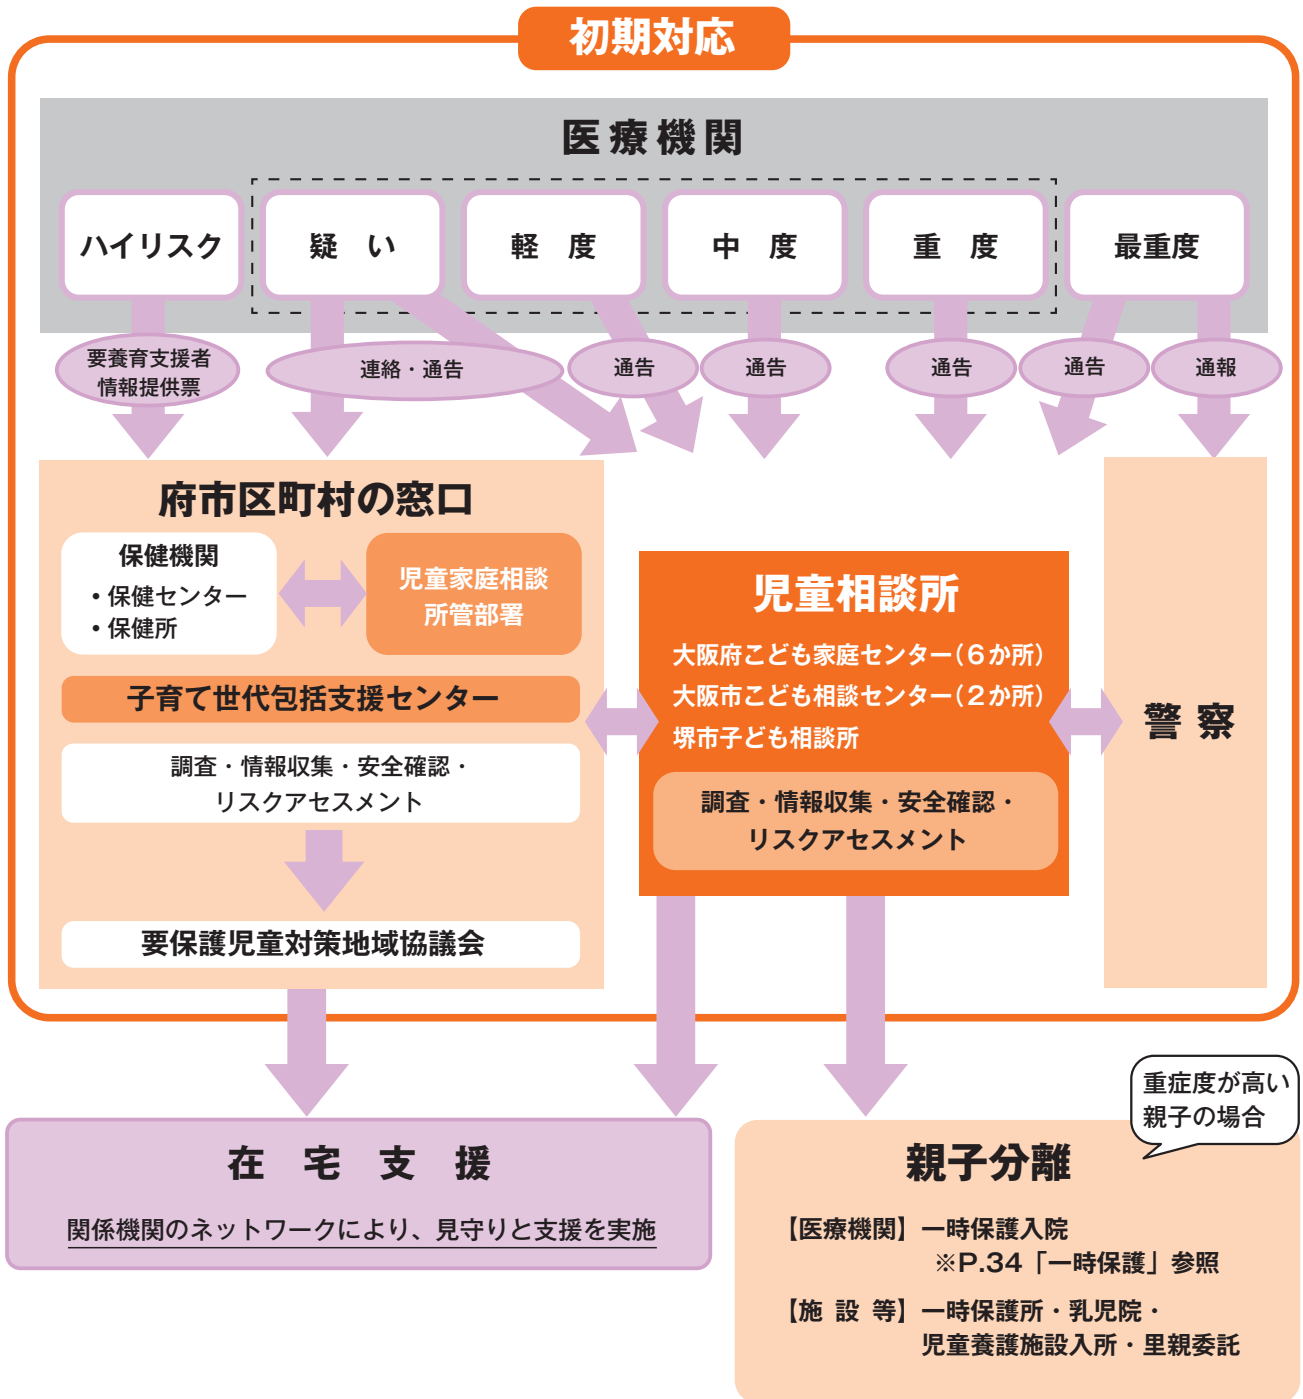 初期対応
医療機関
ハイリスク
疑　い
軽　度
中　度
重　度
最重度
要養育支援者
情報提供票
連絡・通告
通告
通告
通告
通告
通報
府市区町村の窓口
保健機関
・保健センター
・保健所
児童家庭相談
所管部署
子育て世代包括支援センター
調査・情報収集・安全確認・
リスクアセスメント
要保護児童対策地域協議会
児童相談所
大阪府こども家庭センター（６か所）
大阪市こども相談センター（２か所）
堺市子ども相談所
調査・情報収集・安全確認・
リスクアセスメント
警 察
在　宅　支　援
関係機関のネットワークにより、見守りと支援を実施
重症度が高い
親子の場合
親子分離
【医療機関】一時保護入院
※P.34「一時保護」参照
【施 設 等】一時保護所・乳児院・
児童養護施設入所・里親委託